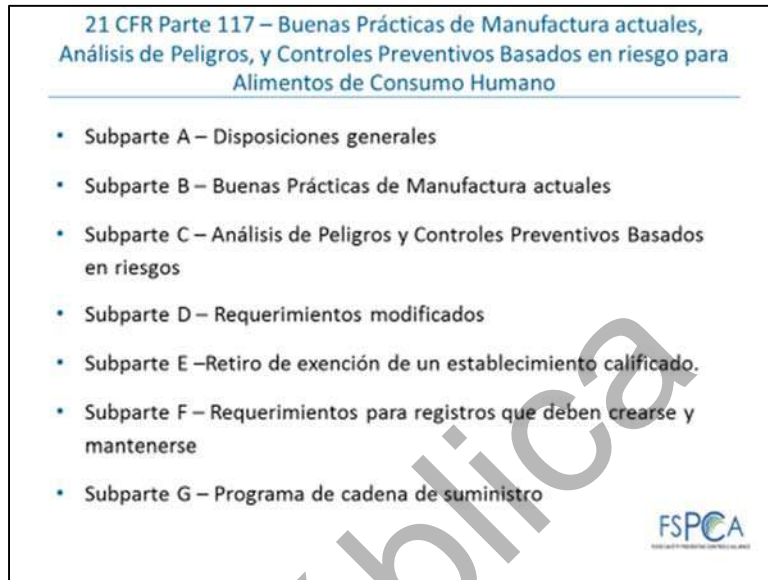 21 CFR Parte 117 – Buenas Prácticas de Manufactura actuales,
Análisis de Peligros, y Controles Preventivos Basados en riesgo para
Alimentos de Consumo Humano
• Subparte A – Disposiciones generales
• Subparte B – Buenas Prácticas de Manufactura actuales
• Subparte C – Análisis de Peligros y Controles Preventivos Basados
en riesgos
• Subparte D – Requerimientos modificados
• Subparte E –Retiro de exención de un establecimiento calificado.
• Subparte F – Requerimientos para registros que deben crearse y
mantenerse
• Subparte G – Programa de cadena de suministro
FSPCA
blica